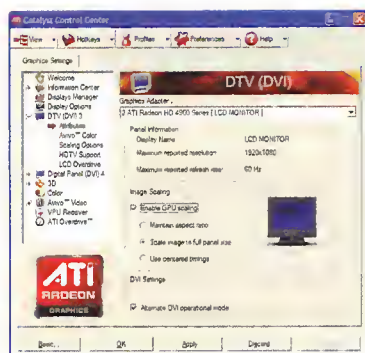 Catalyst Control Center
View
Hotkeys
Profiles
Preferences
Help
Graphics Settings
Welcome
Information Center
Displays Manager
Display Options
DTV (DVI) 3
Attributes
Avivo™ Color
Scaling Options
HDTV Support
LCD Overdrive
Digital Panel (DVI) 4
3D
Color
Avivo™ Video
VPU Recover
ATI Overdrive™
ATI
RADEON
GRAPHICS
DTV (DVI)
Graphics Adapter
ATI Radeon HD 4900 Series [ LCD MONITOR ]
Panel Information
Display Name LCD MONITOR
Maximum reported resolution 1920x1080
Maximum reported refresh rate 60 Hz
Image Scaling
Enable GPU scaling
Maintain aspect ratio
Scale image to full panel size
Use centered timings
DVI Settings
Alternate DVI operational mode
Basic...
OK
Apply
Discard